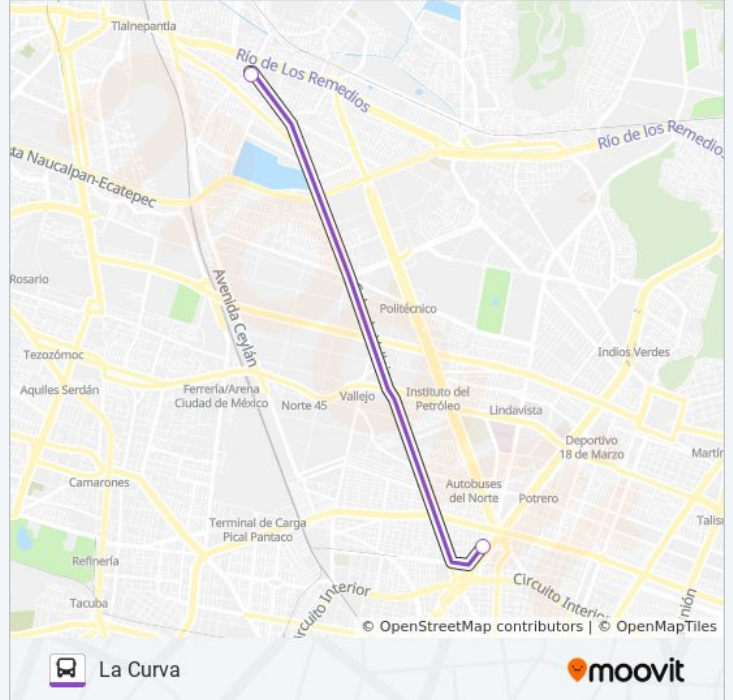 Tlalnepantla
Río de Los Remedios
Río de los Remedios
sta Naucalpan-Ecatepec
Rosario
Avenida Ceylán
Politécnico
Tezozómoc
Indios Verdes
Aquiles Serdán
Ferrería/Arena
Ciudad de México
Norte 45
Vallejo
Instituto del
Petróleo
Lindavista
Deportivo
18 de Marzo
Martín
Camarones
Autobuses
del Norte
Potrero
Terminal de Carga
Pical Pantaco
Talis
Refinería
Circuito Interior
Circuito Interior
Tacuba
nión
© OpenStreetMap contributors | © OpenMapTiles
La Curva
moovit